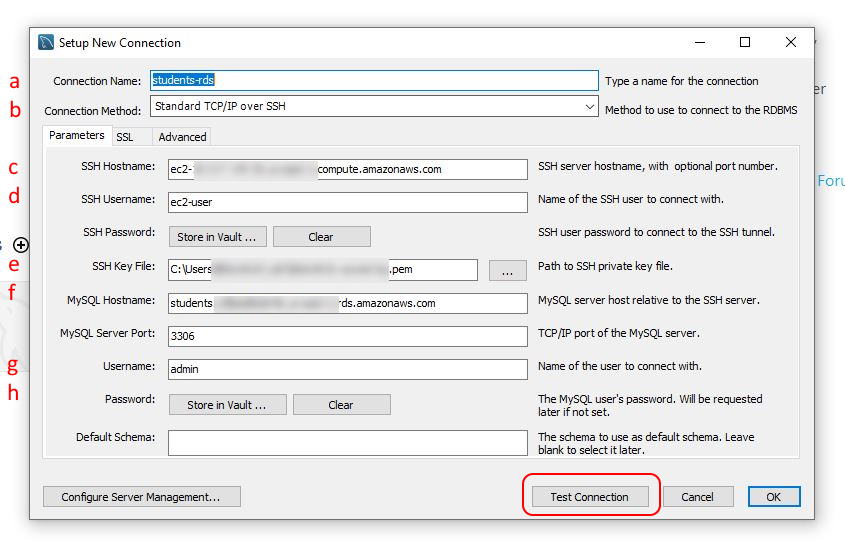 Setup New Connection
a Connection Name: students-rds Type a name for the connection
er
b Connection Method: Standard TCP/IP over SSH Method to use to connect to the RDBMS
Parameters SSL Advanced
c SSH Hostname: ec2- compute.amazonaws.com SSH server hostname, with optional port number.
Foru
d SSH Username: ec2-user Name of the SSH user to connect with.
SSH Password: Store in Vault ... Clear SSH user password to connect to the SSH tunnel.
e SSH Key File: C:\Users .pem ... Path to SSH private key file.
f MySQL Hostname: students rds.amazonaws.com MySQL server host relative to the SSH server.
MySQL Server Port: 3306 TCP/IP port of the MySQL server.
g Username: admin Name of the user to connect with.
h Password: Store in Vault ... Clear The MySQL user's password. Will be requested
later if not set.
Default Schema: The schema to use as default schema. Leave
blank to select it later.
Configure Server Management... Test Connection Cancel OK